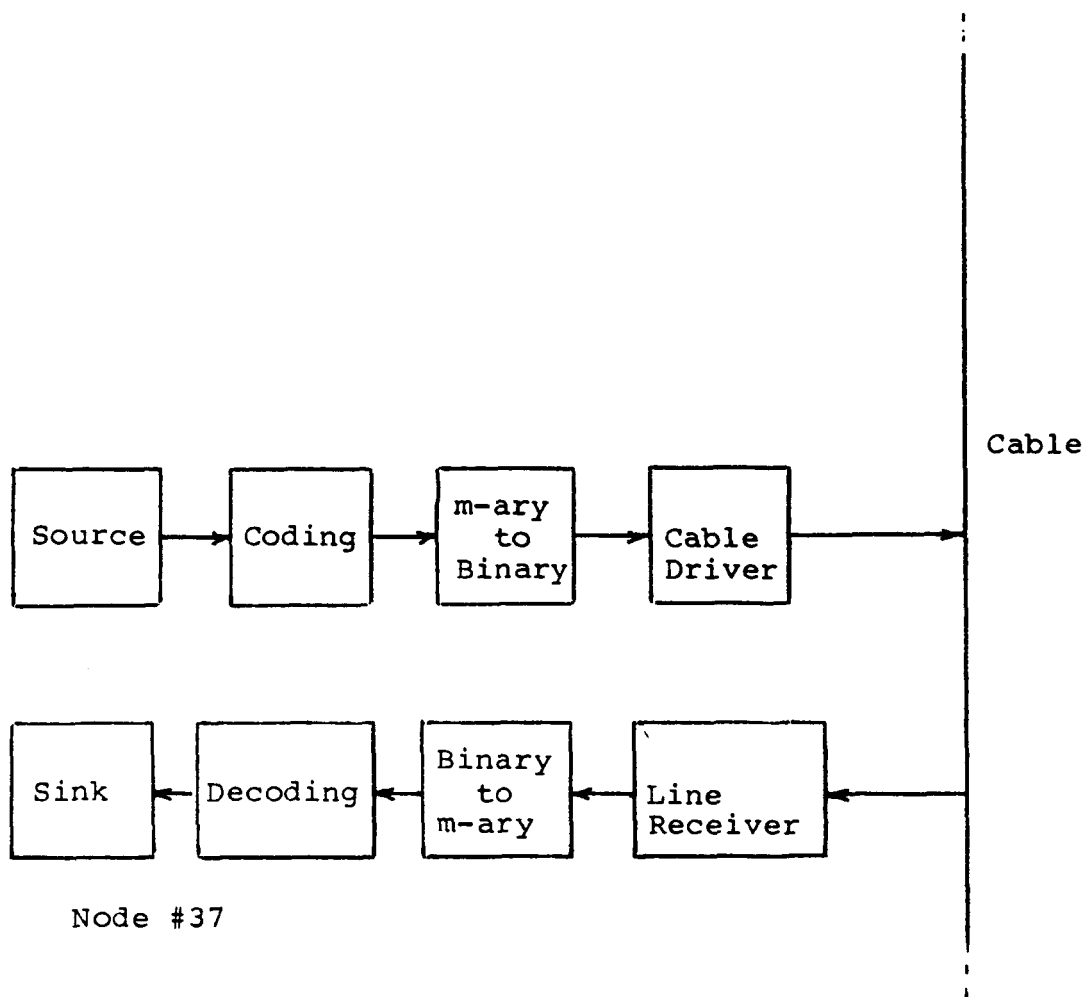 Cable
Source
Coding
m-ary
to
Binary
Cable
Driver
Sink
Decoding
Binary
to
m-ary
Line
Receiver
Node #37